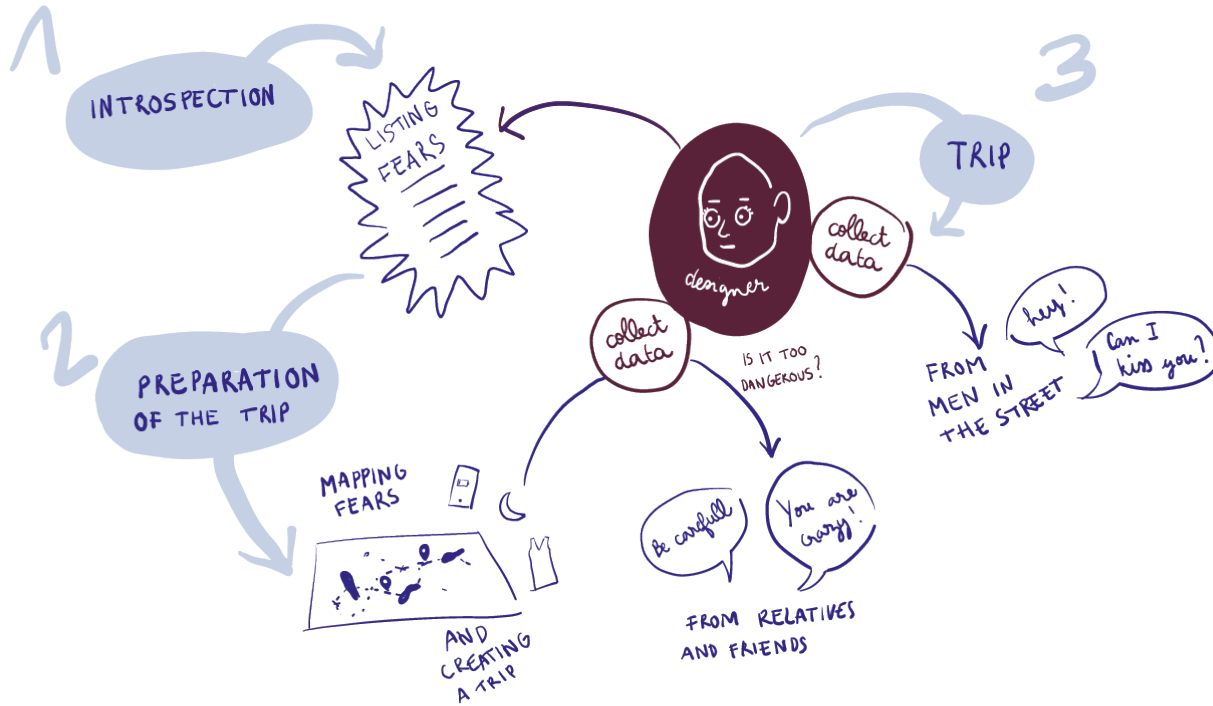 1
INTROSPECTION
LISTING
FEARS
designer
collect
data
3
TRIP
2
PREPARATION
OF THE TRIP
collect
data
IS IT TOO
DANGEROUS?
FROM
MEN IN
THE STREET
hey!
Can I
kiss you?
MAPPING
FEARS
AND
CREATING
A TRIP
Be carefull
You are
crazy!
FROM RELATIVES
AND FRIENDS